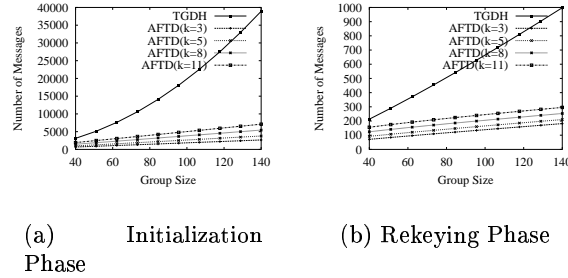 40000
35000
30000
25000
20000
15000
10000
5000
0
Number of Messages
TGDH
AFTD(k=3)
AFTD(k=5)
AFTD(k=8)
AFTD(k=11)
40 60 80 100 120 140
Group Size
(a) Initialization
Phase
1000
900
800
700
600
500
400
300
200
100
0
Number of Messages
TGDH
AFTD(k=3)
AFTD(k=5)
AFTD(k=8)
AFTD(k=11)
40 60 80 100 120 140
Group Size
(b) Rekeying Phase